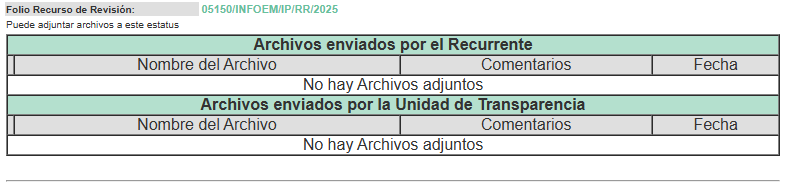 Folio Recurso de Revisión: 05150/INFOEM/IP/RR/2025
Puede adjuntar archivos a este estatus
Archivos enviados por el Recurrente
Nombre del Archivo Comentarios Fecha
No hay Archivos adjuntos
Archivos enviados por la Unidad de Transparencia
Nombre del Archivo Comentarios Fecha
No hay Archivos adjuntos